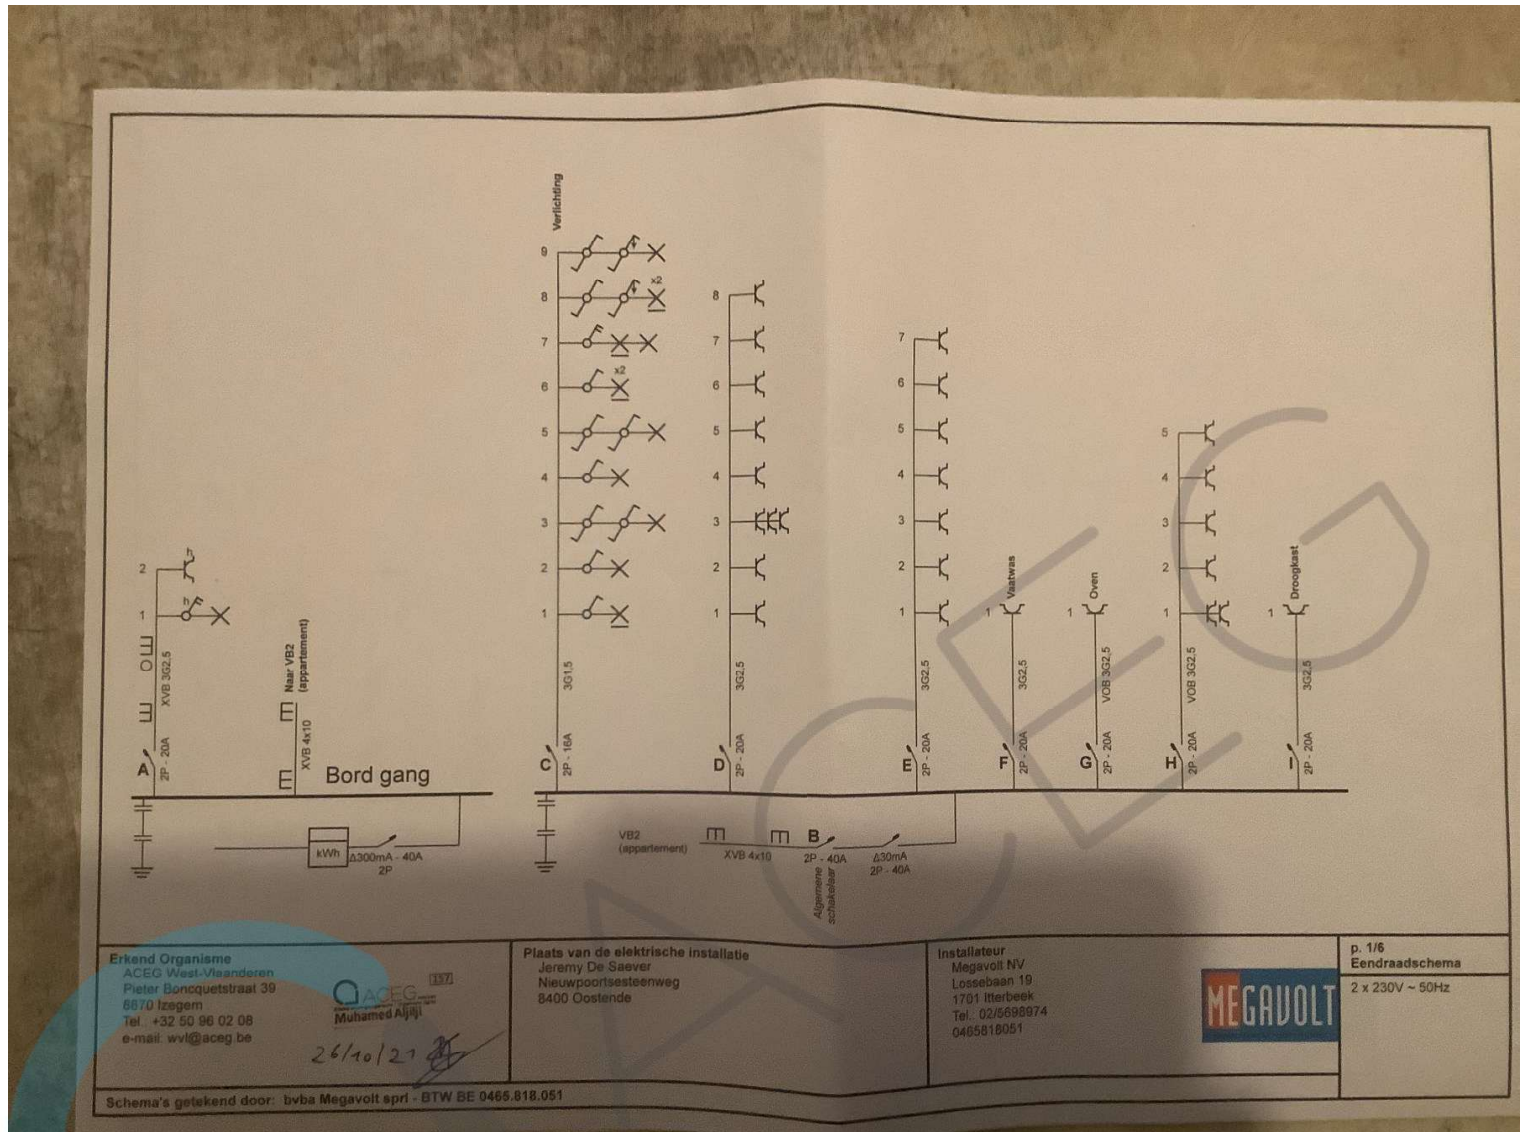 Verlichting
9
8
x2
7
6
x2
5
4
3
2
1
8
7
6
5
4
3
2
1
7
6
5
4
3
2
1
5
4
3
2
1
2
h
1
h
1 Vaatwas
1 Oven
1 Droogkast
XVB 3G2,5
Naar VB2
(appartement)
XVB 4x10
3G1,5
3G2,5
3G2,5
3G2,5
VOB 3G2,5
VOB 3G2,5
3G2,5
A 2P - 20A
Bord gang
C 2P - 16A
D 2P - 20A
E 2P - 20A
F 2P - 20A
G 2P - 20A
H 2P - 20A
I 2P - 20A
kWh
Δ300mA - 40A
2P
VB2
(appartement)
XVB 4x10
B
2P - 40A
Algemene
schakelaar
Δ30mA
2P - 40A
ACEG
Erkend Organisme
ACEG West-Vlaanderen
Pieter Boncquetstraat 39
8870 Izegem
Tel.: +32 50 96 02 08
e-mail: wvl@aceg.be
157
ACEG
Muhamed Aljiji
26/10/21
Plaats van de elektrische installatie
Jeremy De Saever
Nieuwpoortsesteenweg
8400 Oostende
Installateur
Megavolt NV
Lossebaan 19
1701 Itterbeek
Tel.: 02/5698974
0465818051
MEGAVOLT
p. 1/6
Eendraadschema
2 x 230V ~ 50Hz
Schema's getekend door: bvba Megavolt sprl - BTW BE 0465.818.051